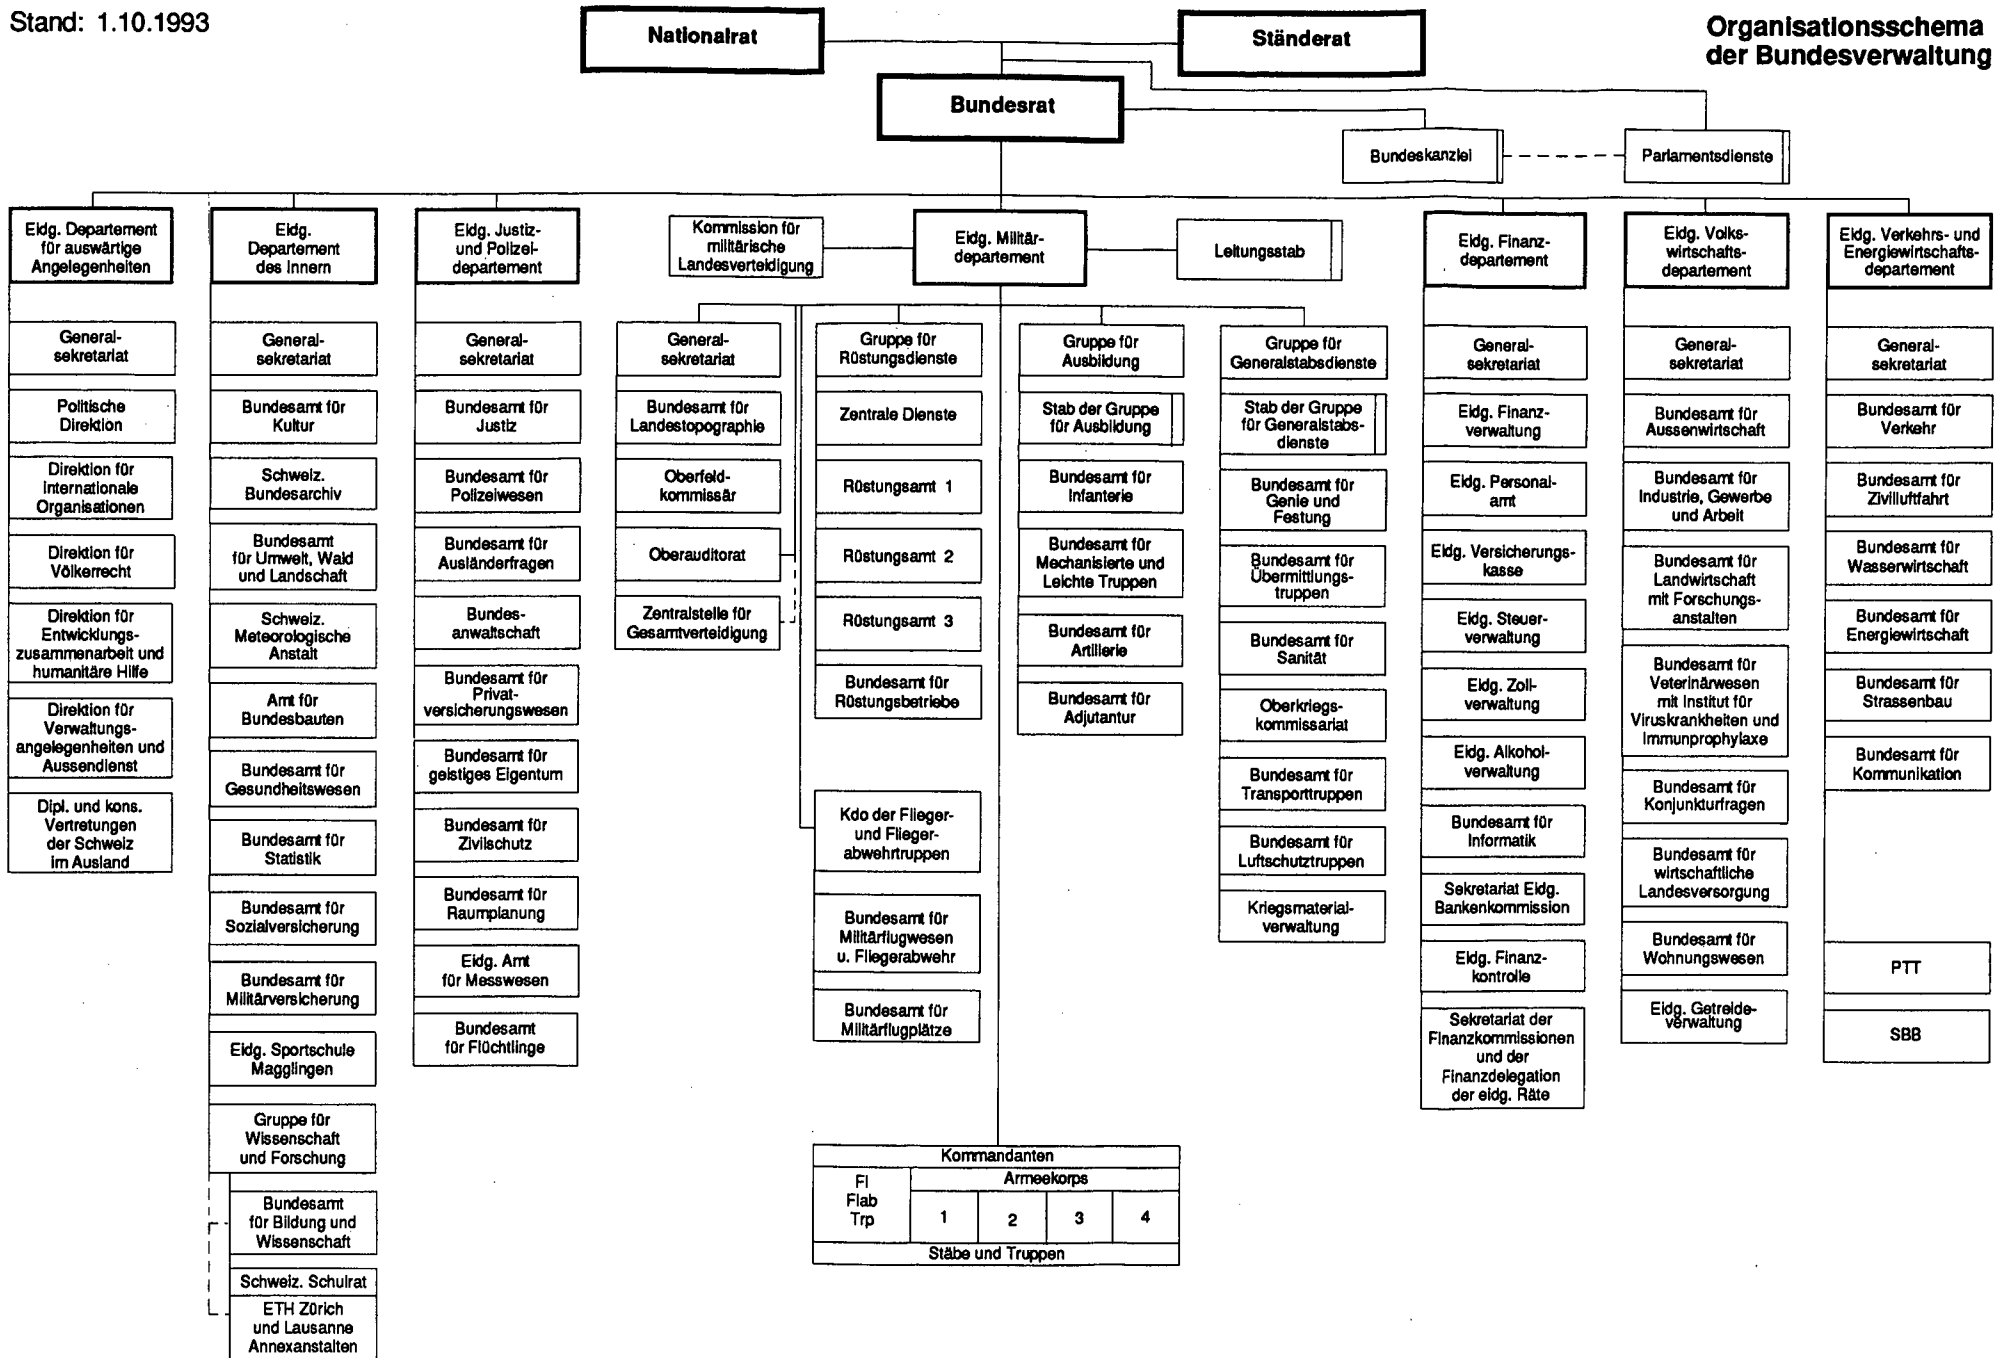 Stand: 1.10.1993
Organisationsschema
der Bundesverwaltung
Nationalrat
Ständerat
Bundesrat
Bundeskanzlei
Parlamentsdienste
Eidg. Departement
für auswärtige
Angelegenheiten
General-
sekretariat
Politische
Direktion
Direktion für
Internationale
Organisationen
Direktion für
Völkerrecht
Direktion für
Entwicklungs-
zusammenarbeit und
humanitäre Hilfe
Direktion für
Verwaltungs-
angelegenheiten und
Aussendienst
Dipl. und kons.
Vertretungen
der Schweiz
im Ausland
Eidg.
Departement
des Innern
General-
sekretariat
Bundesamt für
Kultur
Schweiz.
Bundesarchiv
Bundesamt
für Umwelt, Wald
und Landschaft
Schweiz.
Meteorologische
Anstalt
Amt für
Bundesbauten
Bundesamt für
Gesundheitswesen
Bundesamt für
Statistik
Bundesamt für
Sozialversicherung
Bundesamt für
Militärversicherung
Eidg. Sportschule
Magglingen
Gruppe für
Wissenschaft
und Forschung
Bundesamt
für Bildung und
Wissenschaft
Schweiz. Schulrat
ETH Zürich
und Lausanne
Annexanstalten
Eidg. Justiz-
und Polizei-
departement
General-
sekretariat
Bundesamt für
Justiz
Bundesamt für
Polizeiwesen
Bundesamt für
Ausländerfragen
Bundes-
anwaltschaft
Bundesamt für
Privat-
versicherungswesen
Bundesamt für
geistiges Eigentum
Bundesamt für
Zivilschutz
Bundesamt für
Raumplanung
Eidg. Amt
für Messwesen
Bundesamt
für Flüchtlinge
Kommission für
militärische
Landesverteidigung
Eidg. Militär-
departement
Leitungsstab
General-
sekretariat
Bundesamt für
Landestopographie
Oberfeld-
kommissär
Oberauditorat
Zentralstelle für
Gesamtverteidigung
Gruppe für
Rüstungsdienste
Zentrale Dienste
Rüstungsamt 1
Rüstungsamt 2
Rüstungsamt 3
Bundesamt für
Rüstungsbetriebe
Kdo der Flieger-
und Flieger-
abwehrtruppen
Bundesamt für
Militärflugwesen
u. Fliegerabwehr
Bundesamt für
Militärflugplätze
Gruppe für
Ausbildung
Stab der Gruppe
für Ausbildung
Bundesamt für
Infanterie
Bundesamt für
Mechanisierte und
Leichte Truppen
Bundesamt für
Artillerie
Bundesamt für
Adjutantur
Gruppe für
Generalstabsdienste
Stab der Gruppe
für Generalstabs-
dienste
Bundesamt für
Genie und
Festung
Bundesamt für
Übermittlungs-
truppen
Bundesamt für
Sanität
Oberkriegs-
kommissariat
Bundesamt für
Transporttruppen
Bundesamt für
Luftschutztruppen
Kriegsmaterial-
verwaltung
Kommandanten
Fl
Flab
Trp
Armeekorps
1 2 3 4
Stäbe und Truppen
Eidg. Finanz-
departement
General-
sekretariat
Eidg. Finanz-
verwaltung
Eidg. Personal-
amt
Eidg. Versicherungs-
kasse
Eidg. Steuer-
verwaltung
Eidg. Zoll-
verwaltung
Eidg. Alkohol-
verwaltung
Bundesamt für
Informatik
Sekretariat Eidg.
Bankenkommission
Eidg. Finanz-
kontrolle
Sekretariat der
Finanzkommissionen
und der
Finanzdelegation
der eidg. Räte
Eidg. Volks-
wirtschafts-
departement
General-
sekretariat
Bundesamt für
Aussenwirtschaft
Bundesamt für
Industrie, Gewerbe
und Arbeit
Bundesamt für
Landwirtschaft
mit Forschungs-
anstalten
Bundesamt für
Veterinärwesen
mit Institut für
Viruskrankheiten und
Immunprophylaxe
Bundesamt für
Konjunkturfragen
Bundesamt für
wirtschaftliche
Landesversorgung
Bundesamt für
Wohnungswesen
Eidg. Getreide-
verwaltung
Eidg. Verkehrs- und
Energiewirtschafts-
departement
General-
sekretariat
Bundesamt für
Verkehr
Bundesamt für
Zivilluftfahrt
Bundesamt für
Wasserwirtschaft
Bundesamt für
Energiewirtschaft
Bundesamt für
Strassenbau
Bundesamt für
Kommunikation
PTT
SBB